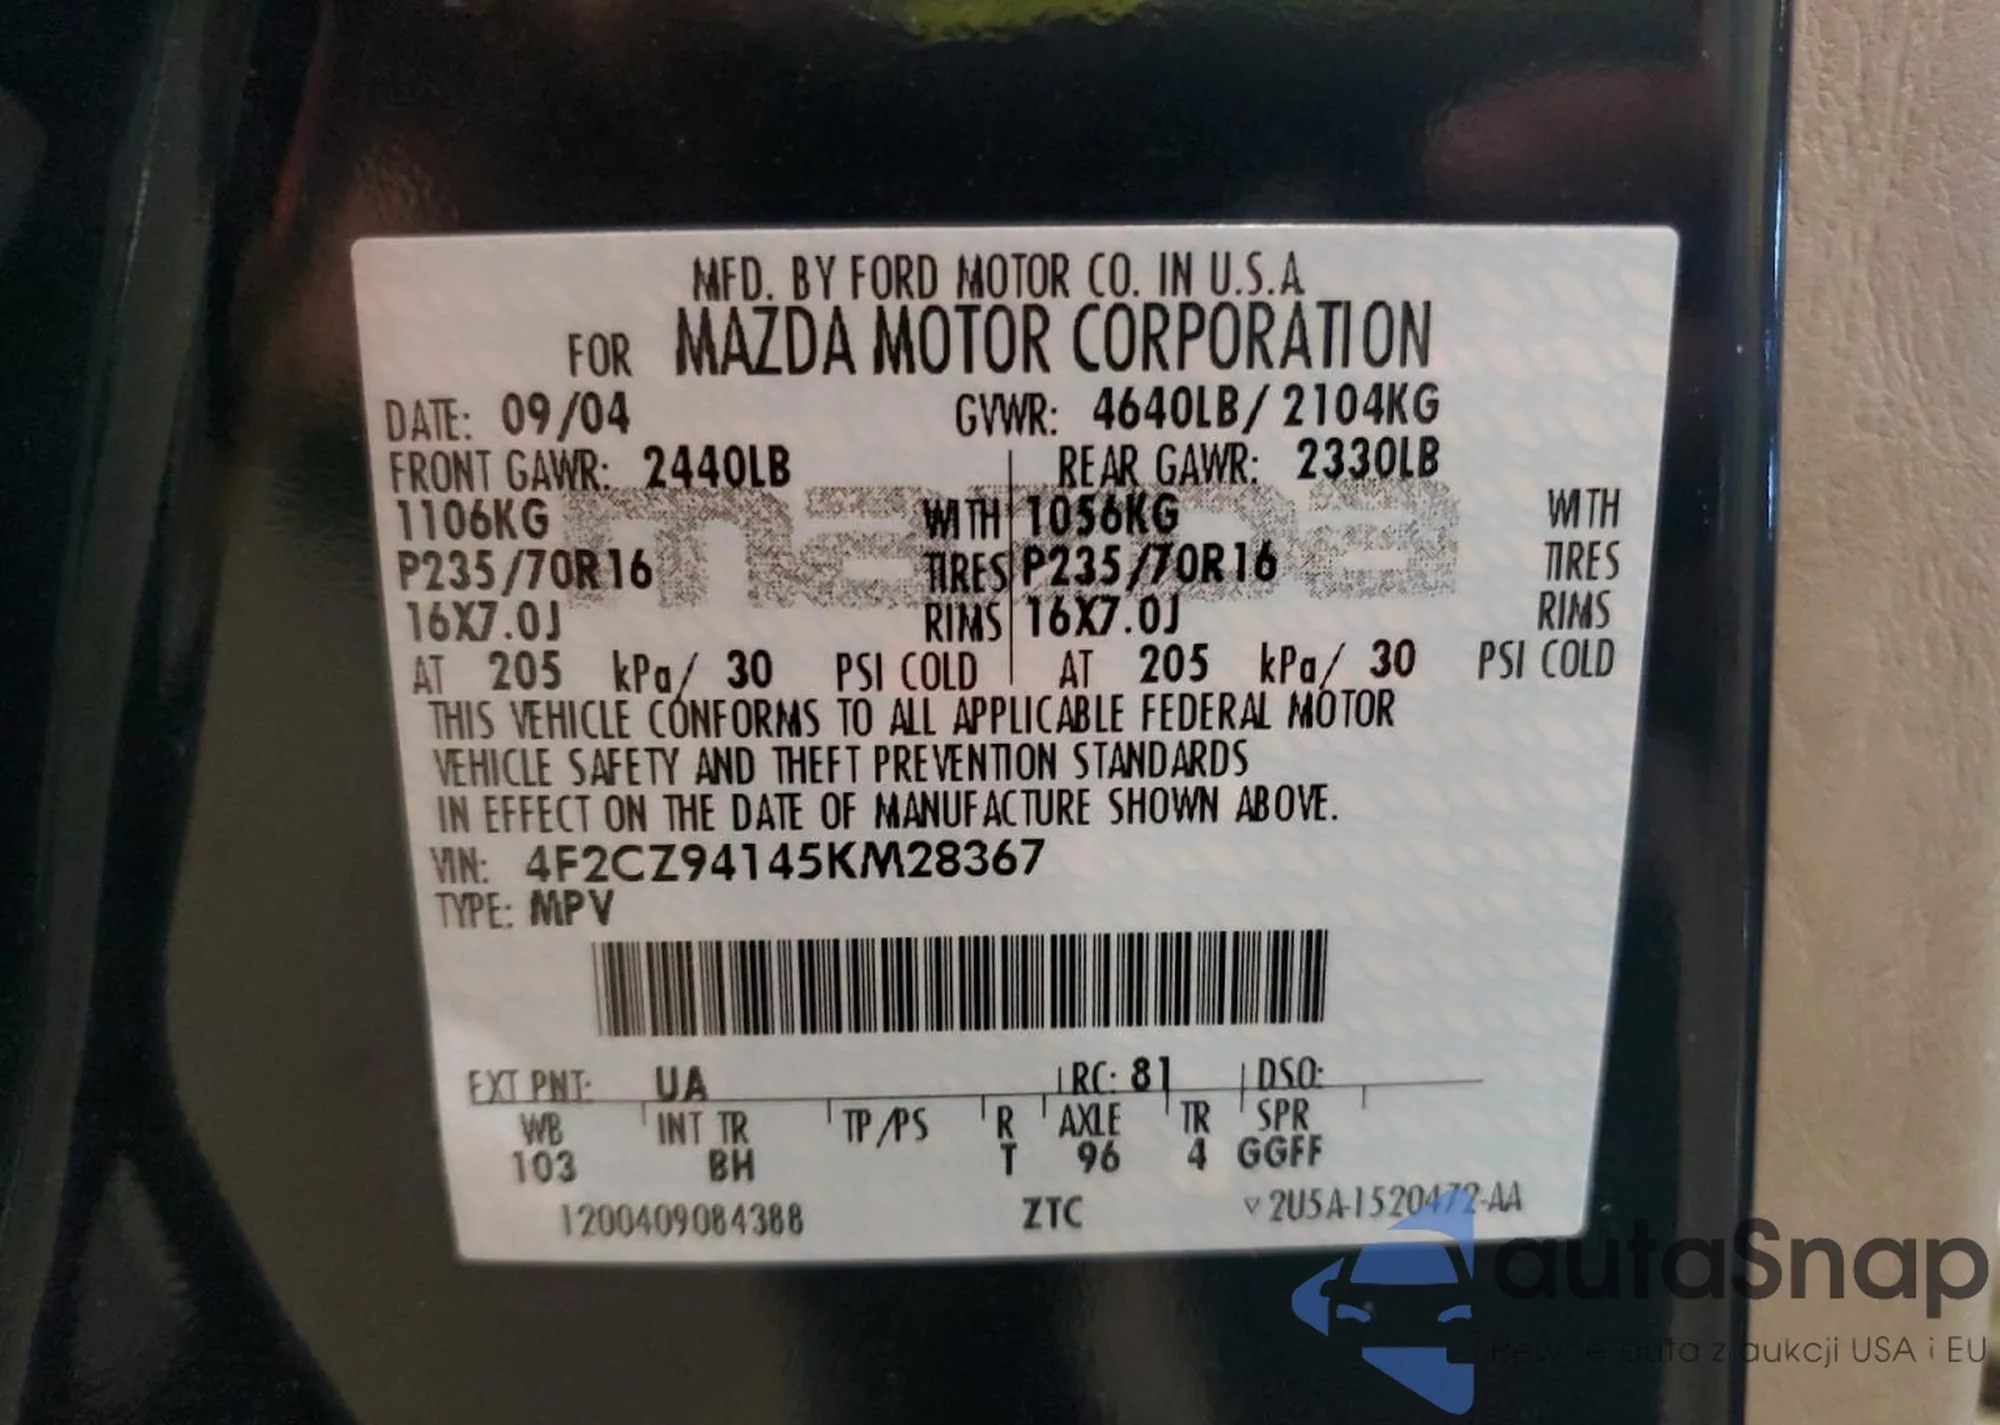 MFD. BY FORD MOTOR CO. IN U.S.A
FOR MAZDA MOTOR CORPORATION
DATE: 09/04 GVWR: 4640LB/ 2104KG
FRONT GAWR: 2440LB REAR GAWR: 2330LB
1106KG WITH 1056KG WITH
P235/70R16 TIRES P235/70R16 TIRES
16X7.0J RIMS 16X7.0J RIMS
AT 205 kPa/ 30 PSI COLD AT 205 kPa/ 30 PSI COLD
THIS VEHICLE CONFORMS TO ALL APPLICABLE FEDERAL MOTOR
VEHICLE SAFETY AND THEFT PREVENTION STANDARDS
IN EFFECT ON THE DATE OF MANUFACTURE SHOWN ABOVE.
VIN: 4F2CZ94145KM28367
TYPE: MPV
EXT PNT: UA RC: 81 DSO:
WB INT TR TP/PS R AXLE TR SPR
103 BH T 96 4 GGFF
1200409084388 ZTC 2U5A-1520472-AA
autaSnap
Pewne auta z aukcji USA i EU